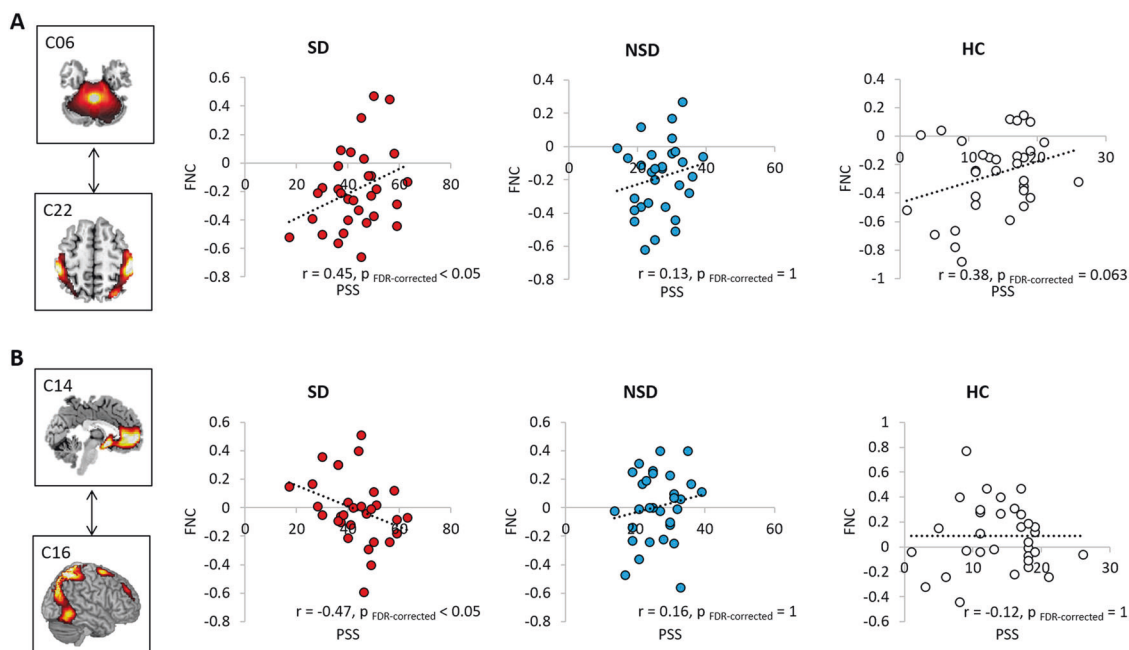 A
C06
C22
SD
FNC
0.6
0.4
0.2
0
-0.2
-0.4
-0.6
-0.8
0
20
40
60
80
r = 0.45, p FDR-corrected < 0.05
PSS
NSD
FNC
0.4
0.2
0
-0.2
-0.4
-0.6
-0.8
0
20
40
60
r = 0.13, p FDR-corrected = 1
PSS
HC
FNC
0.4
0.2
0
-0.2
-0.4
-0.6
-0.8
-1
0
10
20
30
r = 0.38, p FDR-corrected = 0.063
PSS
B
C14
C16
SD
FNC
0.6
0.4
0.2
0
-0.2
-0.4
-0.6
-0.8
0
20
40
60
80
r = -0.47, p FDR-corrected < 0.05
PSS
NSD
FNC
0.6
0.4
0.2
0
-0.2
-0.4
-0.6
-0.8
0
20
40
60
r = 0.16, p FDR-corrected = 1
PSS
HC
FNC
1
0.8
0.6
0.4
0.2
0
-0.2
-0.4
-0.6
0
10
20
30
r = -0.12, p FDR-corrected = 1
PSS